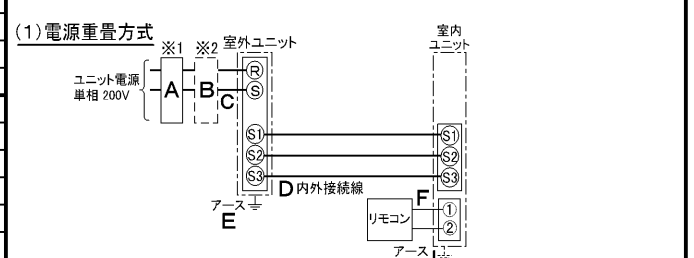 (1)電源重畳方式
※1 ※2 室外ユニット
室内
ユニット
ユニット電源
単相 200V
A B C
R
S
S1 S1
S2 S2
S3 S3
D 内外接続線
アース
E
F
リモコン
①
②
アース